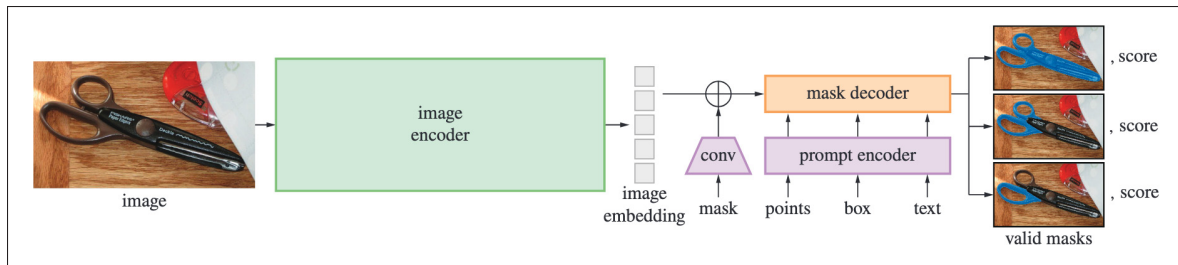 image
encoder
mask decoder
conv
prompt encoder
image
image
embedding
mask
points
box
text
, score
, score
, score
valid masks